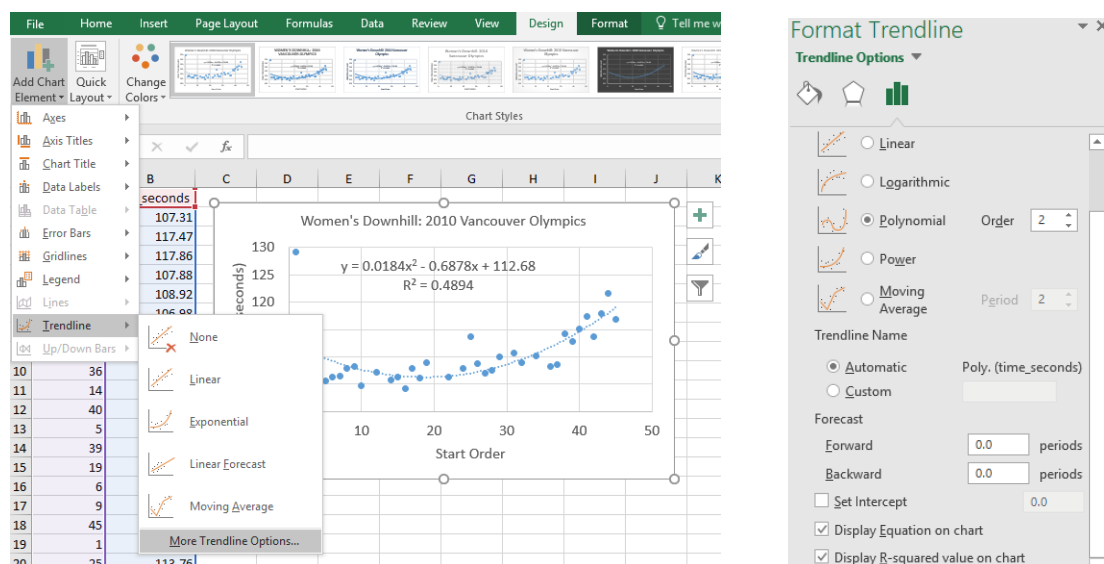 File Home Insert Page Layout Formulas Data Review View Design Format Tell me w
Add Chart Element Quick Layout Change Colors
Chart Styles
Axes
Axis Titles
Chart Title
Data Labels
Data Table
Error Bars
Gridlines
Legend
Lines
Trendline
Up/Down Bars
None
Linear
Exponential
Linear Forecast
Moving Average
More Trendline Options...
fx
B C D E F G H I J K
seconds
107.31
117.47
117.86
107.88
108.92
106.98
10 36
11 14
12 40
13 5
14 39
15 19
16 6
17 9
18 45
19 1
20 25 113.76
Women's Downhill: 2010 Vancouver Olympics
130
125
120
seconds)
y = 0.0184x² - 0.6878x + 112.68
R² = 0.4894
10 20 30 40 50
Start Order
Format Trendline
Trendline Options
Linear
Logarithmic
Polynomial Order 2
Power
Moving Average Period 2
Trendline Name
Automatic Poly. (time_seconds)
Custom
Forecast
Forward 0.0 periods
Backward 0.0 periods
Set Intercept 0.0
Display Equation on chart
Display R-squared value on chart